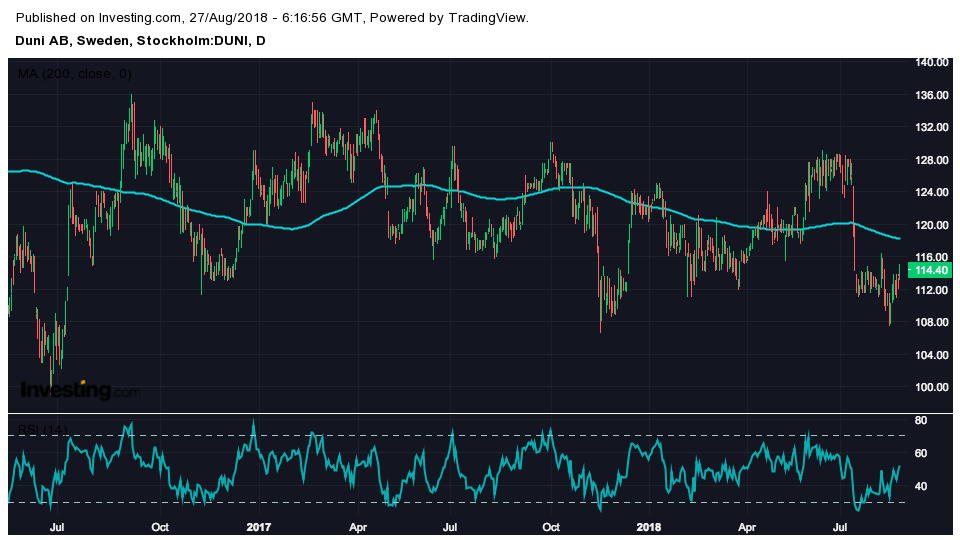 Published on Investing.com, 27/Aug/2018 - 6:16:56 GMT, Powered by TradingView.
Duni AB, Sweden, Stockholm:DUNI, D
MA (200, close, 0)
140.00
136.00
132.00
128.00
124.00
120.00
116.00
114.40
112.00
108.00
104.00
100.00
Investing.com
RSI (14)
80
60
40
Jul Oct 2017 Apr Jul Oct 2018 Apr Jul